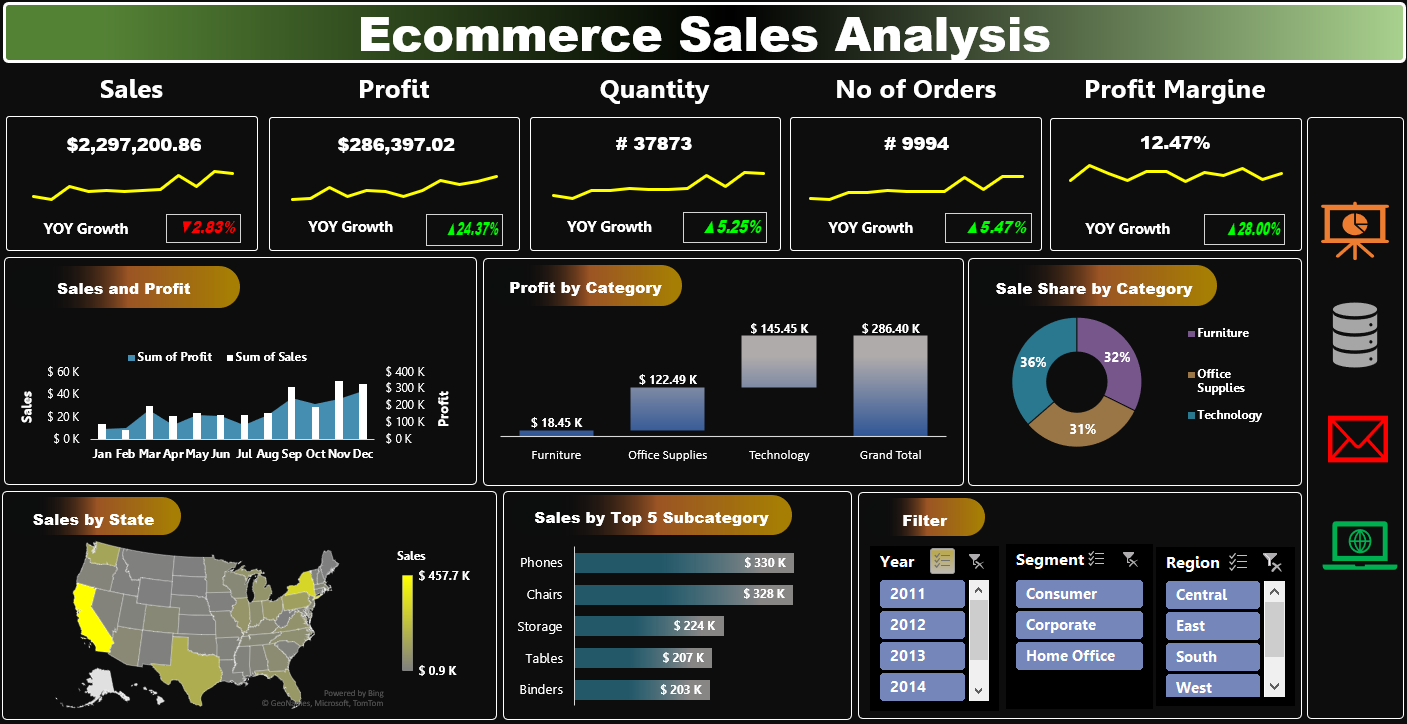 Ecommerce Sales Analysis
Sales
Profit
Quantity
No of Orders
Profit Margine
$2,297,200.86
YOY Growth
▼2.83%
$286,397.02
YOY Growth
▲24.37%
# 37873
YOY Growth
▲5.25%
# 9994
YOY Growth
▲5.47%
12.47%
YOY Growth
▲28.00%
Sales and Profit
Sum of Profit
Sum of Sales
Sales
$ 60 K
$ 40 K
$ 20 K
$ 0 K
$ 400 K
$ 300 K
$ 200 K
$ 100 K
$ 0 K
Profit
Jan Feb Mar Apr May Jun Jul Aug Sep Oct Nov Dec
Profit by Category
$ 18.45 K
$ 122.49 K
$ 145.45 K
$ 286.40 K
Furniture
Office Supplies
Technology
Grand Total
Sale Share by Category
36%
32%
31%
Furniture
Office
Supplies
Technology
Sales by State
Sales
$ 457.7 K
$ 0.9 K
Powered by Bing
© GeoNames, Microsoft, TomTom
Sales by Top 5 Subcategory
Phones
$ 330 K
Chairs
$ 328 K
Storage
$ 224 K
Tables
$ 207 K
Binders
$ 203 K
Filter
Year
2011
2012
2013
2014
Segment
Consumer
Corporate
Home Office
Region
Central
East
South
West